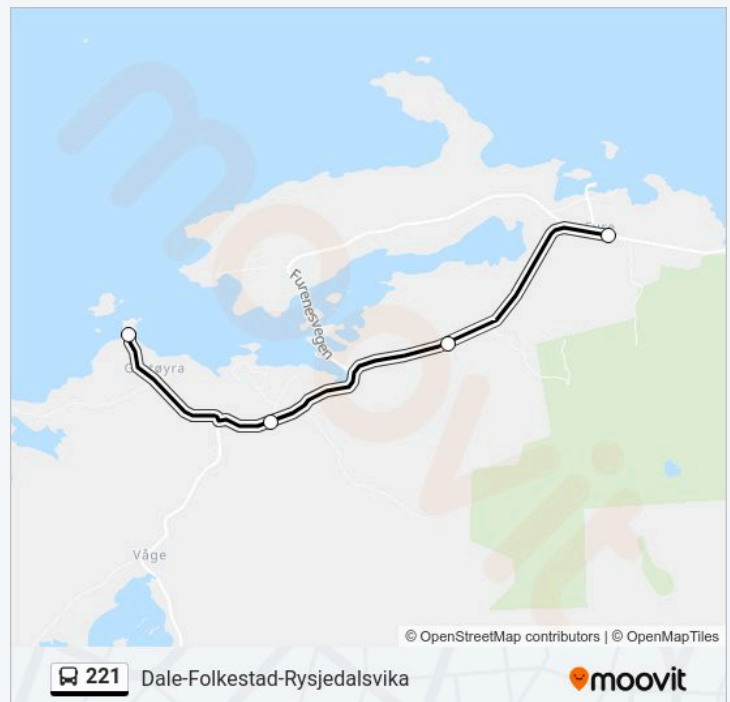 Furenesvegen
Våge
© OpenStreetMap contributors | © OpenMapTiles
221
Dale-Folkestad-Rysjedalsvika
moovit